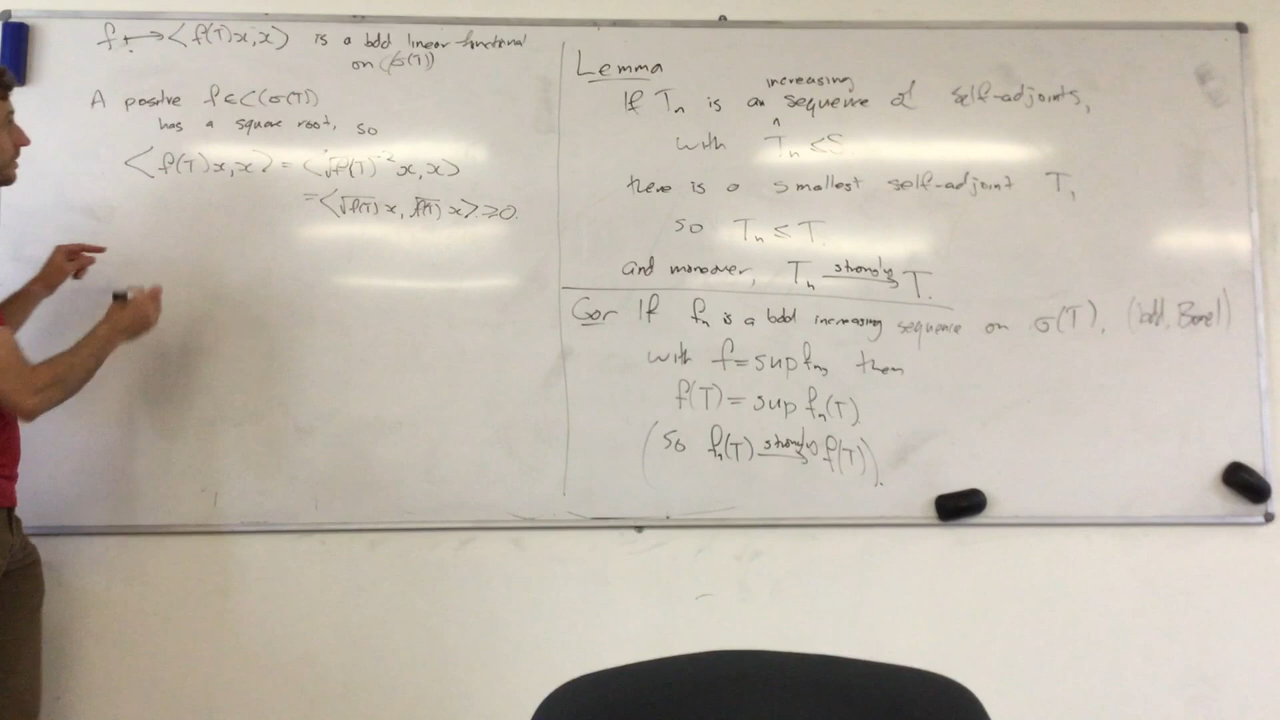 f ↦ ⟨f(T)x, x⟩ is a bdd linear functional
on C(σ(T))
A positive f ∈ C(σ(T))
has a square root, so
⟨f(T)x, x⟩ = ⟨√f(T)² x, x⟩
= ⟨√f(T) x, √f(T) x⟩ ≥ 0.
Lemma
increasing
If Tₙ is an ^ sequence of self-adjoints,
with Tₙ ≤ S
there is a smallest self-adjoint T,
so Tₙ ≤ T.
and moreover, Tₙ strongly→ T.
Cor If fₙ is a bdd increasing sequence on σ(T), (bdd, Borel)
with f = sup fₙ, then
f(T) = sup fₙ(T)
(so fₙ(T) strongly→ f(T)).